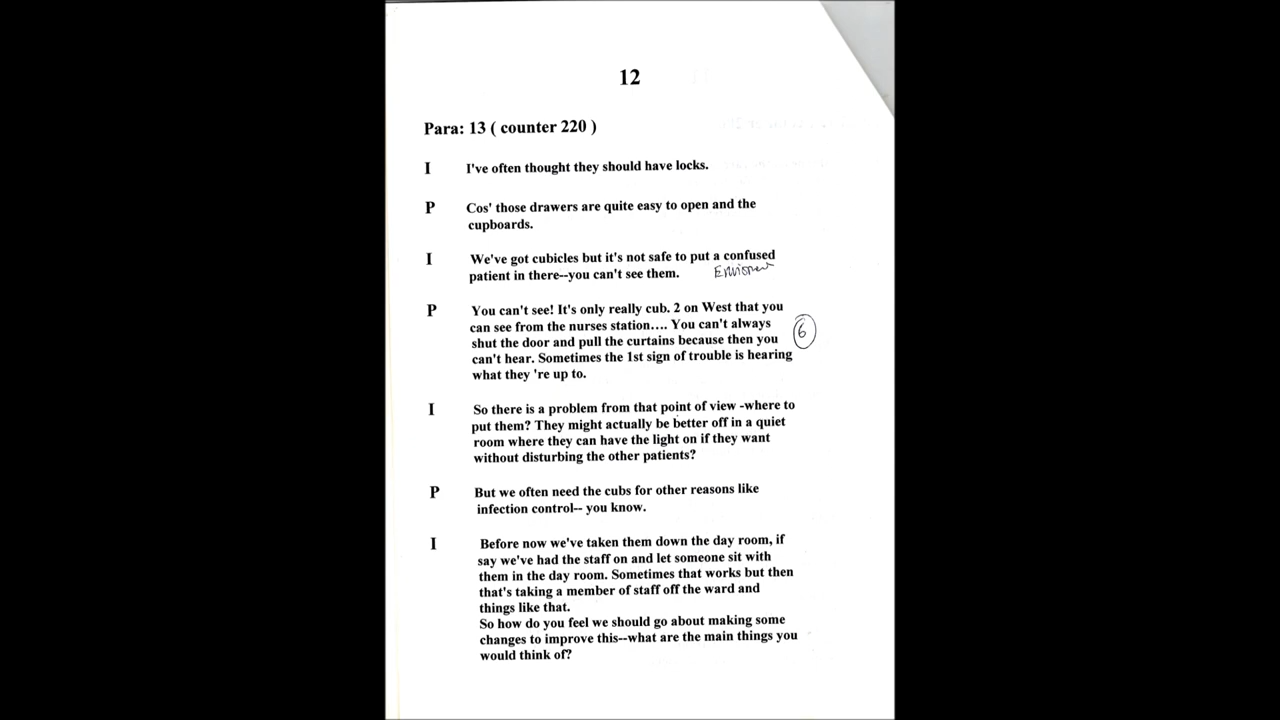 12
Para: 13 ( counter 220 )
I I've often thought they should have locks.
P Cos' those drawers are quite easy to open and the
cupboards.
I We've got cubicles but it's not safe to put a confused
patient in there--you can't see them.
P You can't see! It's only really cub. 2 on West that you
can see from the nurses station…. You can't always
shut the door and pull the curtains because then you
can't hear. Sometimes the 1st sign of trouble is hearing
what they 're up to.
6
I So there is a problem from that point of view -where to
put them? They might actually be better off in a quiet
room where they can have the light on if they want
without disturbing the other patients?
P But we often need the cubs for other reasons like
infection control-- you know.
I Before now we've taken them down the day room, if
say we've had the staff on and let someone sit with
them in the day room. Sometimes that works but then
that's taking a member of staff off the ward and
things like that.
So how do you feel we should go about making some
changes to improve this--what are the main things you
would think of?